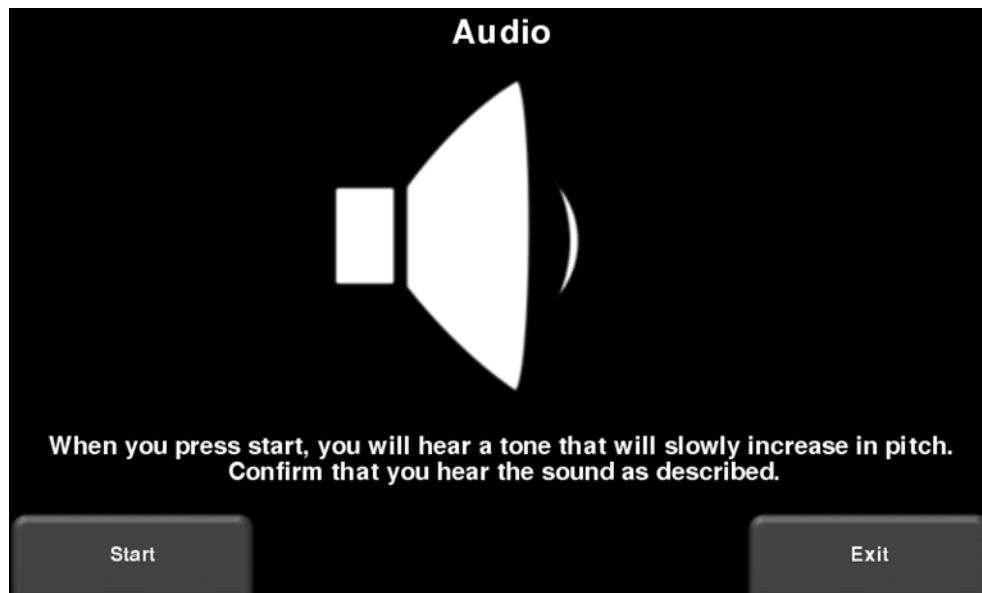 Audio
When you press start, you will hear a tone that will slowly increase in pitch.
Confirm that you hear the sound as described.
Start
Exit